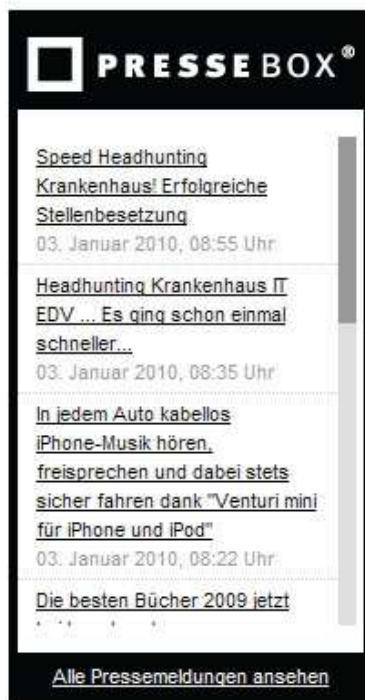 PRESSE BOX®
Speed Headhunting
Krankenhaus! Erfolgreiche
Stellenbesetzung
03. Januar 2010, 08:55 Uhr
Headhunting Krankenhaus IT
EDV ... Es ging schon einmal
schneller...
03. Januar 2010, 08:35 Uhr
In jedem Auto kabellos
iPhone-Musik hören,
freisprechen und dabei stets
sicher fahren dank "Venturi mini
für iPhone und iPod"
03. Januar 2010, 08:22 Uhr
Die besten Bücher 2009 jetzt
Alle Pressemeldungen ansehen